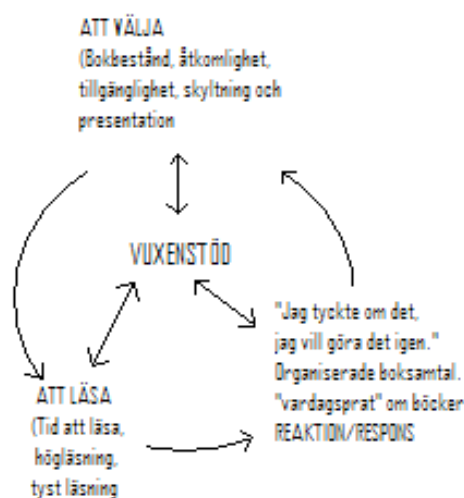 ATT VÄLJA
(Bokbestånd, åtkomlighet,
tillgänglighet, skyltning och
presentation
VUXENSTÖD
"Jag tyckte om det,
jag vill göra det igen."
Organiserade boksamtal.
"vardagsprat" om böcker
REAKTION/RESPONS
ATT LÄSA
(Tid att läsa,
högläsning,
tyst läsning